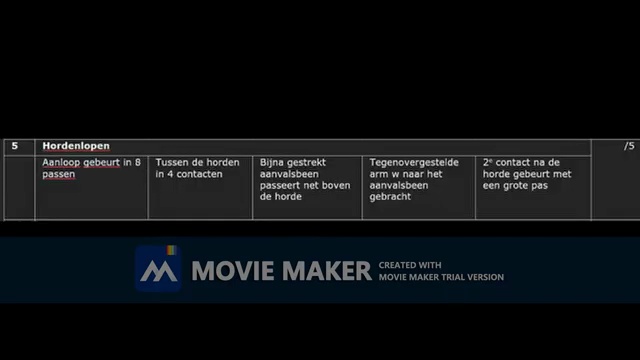 5 Hordenlopen /5
Aanloop gebeurt in 8
passen
Tussen de horden
in 4 contacten
Bijna gestrekt
aanvalsbeen
passeert net boven
de horde
Tegenovergestelde
arm w naar het
aanvalsbeen
gebracht
2e contact na de
horde gebeurt met
een grote pas
MOVIE MAKER
CREATED WITH
MOVIE MAKER TRIAL VERSION